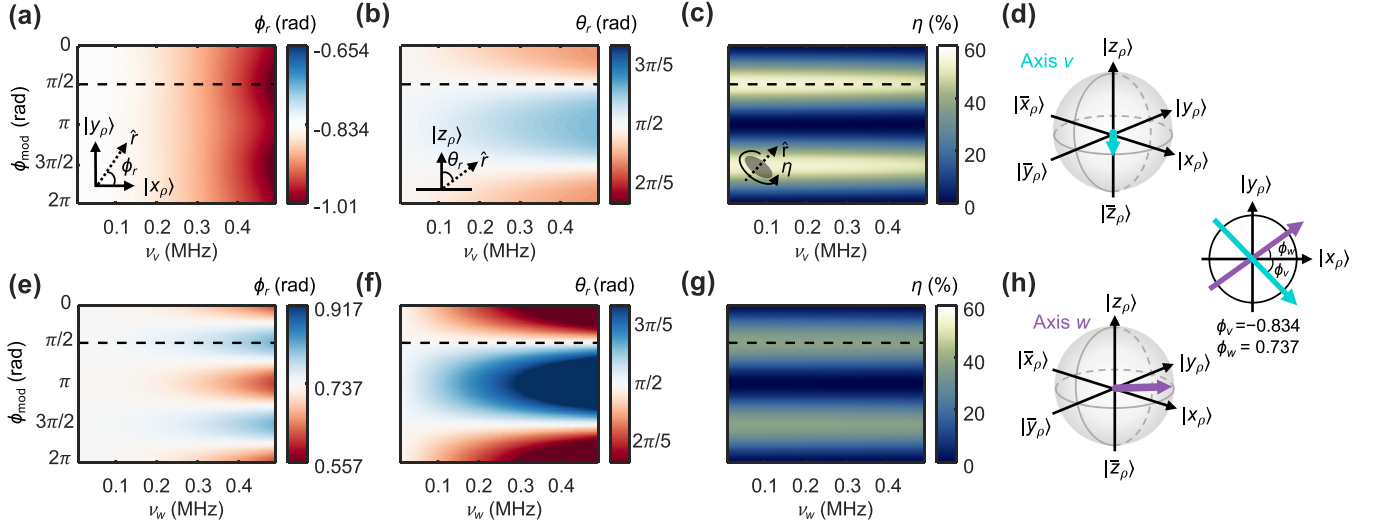 (a)
ϕr (rad)
ϕmod (rad)
0
π/2
π
3π/2
2π
|yρ⟩
r̂
ϕr
|xρ⟩
-0.654
-0.834
-1.01
0.1 0.2 0.3 0.4
νv (MHz)
(b)
θr (rad)
|zρ⟩
θr
r̂
3π/5
π/2
2π/5
0.1 0.2 0.3 0.4
νv (MHz)
(c)
η (%)
r̂
η
60
40
20
0
0.1 0.2 0.3 0.4
νv (MHz)
(d)
Axis v
|zρ⟩
|x̄ρ⟩
|yρ⟩
|ȳρ⟩
|xρ⟩
|z̄ρ⟩
|yρ⟩
ϕw
ϕv
|xρ⟩
ϕv=−0.834
ϕw = 0.737
(e)
ϕr (rad)
ϕmod (rad)
0
π/2
π
3π/2
2π
0.917
0.737
0.557
0.1 0.2 0.3 0.4
νw (MHz)
(f)
θr (rad)
3π/5
π/2
2π/5
0.1 0.2 0.3 0.4
νw (MHz)
(g)
η (%)
60
40
20
0
0.1 0.2 0.3 0.4
νw (MHz)
(h)
Axis w
|zρ⟩
|x̄ρ⟩
|yρ⟩
|ȳρ⟩
|xρ⟩
|z̄ρ⟩